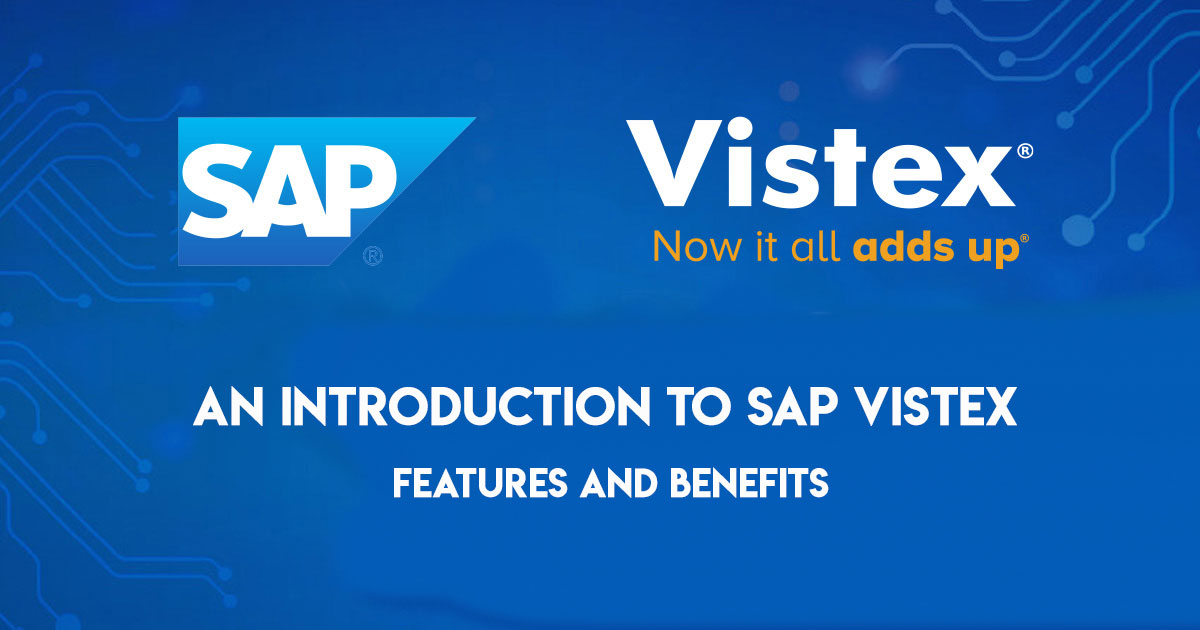 SAP®
Vistex®
Now it all adds up®
AN INTRODUCTION TO SAP VISTEX
FEATURES AND BENEFITS